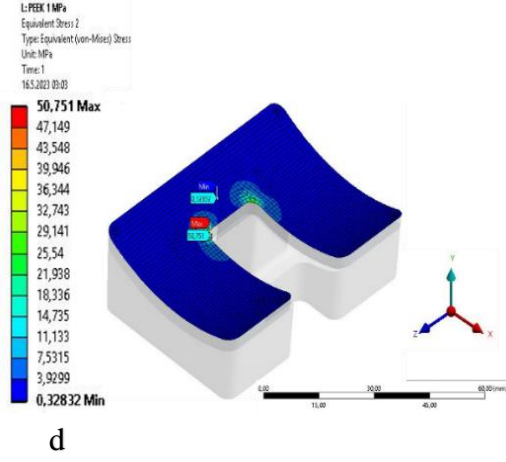 L: PEEK 1 MPa
Equivalent Stress 2
Type: Equivalent (von-Mises) Stress
Unit: MPa
Time: 1
16.5.2023 03:03
50,751 Max
47,149
43,548
39,946
36,344
32,743
29,141
25,54
21,938
18,336
14,735
11,133
7,5315
3,9299
0,32832 Min
Min
Max
50,751
Y
Z
X
0,00
30,00
60,00 (mm)
15,00
45,00
d